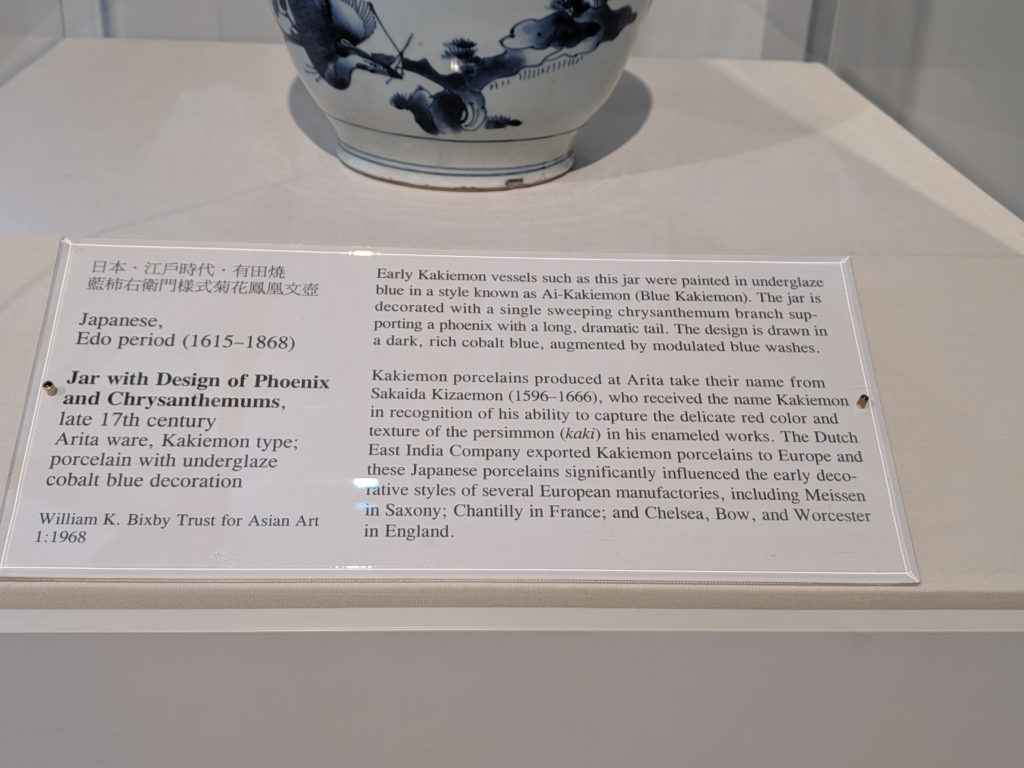 日本・江戶時代・有田燒
藍柿右衛門樣式菊花鳳凰文壺
Japanese,
Edo period (1615–1868)
Jar with Design of Phoenix
and Chrysanthemums,
late 17th century
Arita ware, Kakiemon type;
porcelain with underglaze
cobalt blue decoration
William K. Bixby Trust for Asian Art
1:1968
Early Kakiemon vessels such as this jar were painted in underglaze
blue in a style known as Ai-Kakiemon (Blue Kakiemon). The jar is
decorated with a single sweeping chrysanthemum branch sup-
porting a phoenix with a long, dramatic tail. The design is drawn in
a dark, rich cobalt blue, augmented by modulated blue washes.
Kakiemon porcelains produced at Arita take their name from
Sakaida Kizaemon (1596–1666), who received the name Kakiemon
in recognition of his ability to capture the delicate red color and
texture of the persimmon (kaki) in his enameled works. The Dutch
East India Company exported Kakiemon porcelains to Europe and
these Japanese porcelains significantly influenced the early deco-
rative styles of several European manufactories, including Meissen
in Saxony; Chantilly in France; and Chelsea, Bow, and Worcester
in England.